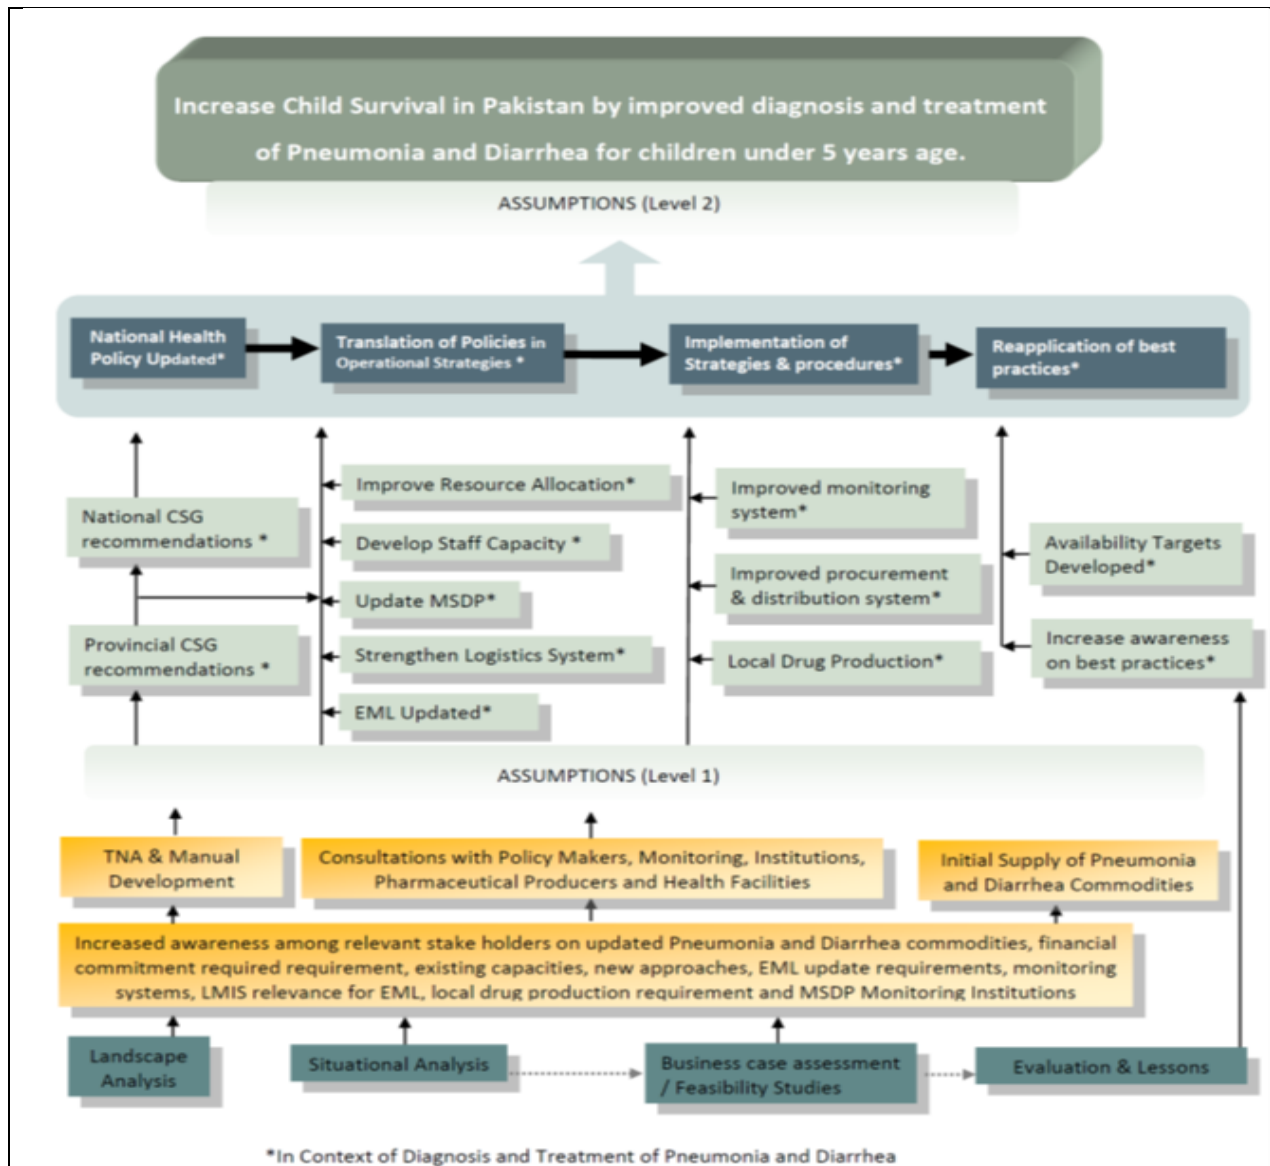 Increase Child Survival in Pakistan by improved diagnosis and treatment
of Pneumonia and Diarrhea for children under 5 years age.
ASSUMPTIONS (Level 2)
National Health
Policy Updated*
Translation of Policies in
Operational Strategies *
Implementation of
Strategies & procedures*
Reapplication of best
practices*
National CSG
recommendations *
Provincial CSG
recommendations *
Improve Resource Allocation*
Develop Staff Capacity *
Update MSDP*
Strengthen Logistics System*
EML Updated*
Improved monitoring
system*
Improved procurement
& distribution system*
Local Drug Production*
Availability Targets
Developed*
Increase awareness
on best practices*
ASSUMPTIONS (Level 1)
TNA & Manual
Development
Consultations with Policy Makers, Monitoring, Institutions,
Pharmaceutical Producers and Health Facilities
Initial Supply of Pneumonia
and Diarrhea Commodities
Increased awareness among relevant stake holders on updated Pneumonia and Diarrhea commodities, financial
commitment required requirement, existing capacities, new approaches, EML update requirements, monitoring
systems, LMIS relevance for EML, local drug production requirement and MSDP Monitoring Institutions
Landscape
Analysis
Situational Analysis
Business case assessment
/ Feasibility Studies
Evaluation & Lessons
*In Context of Diagnosis and Treatment of Pneumonia and Diarrhea